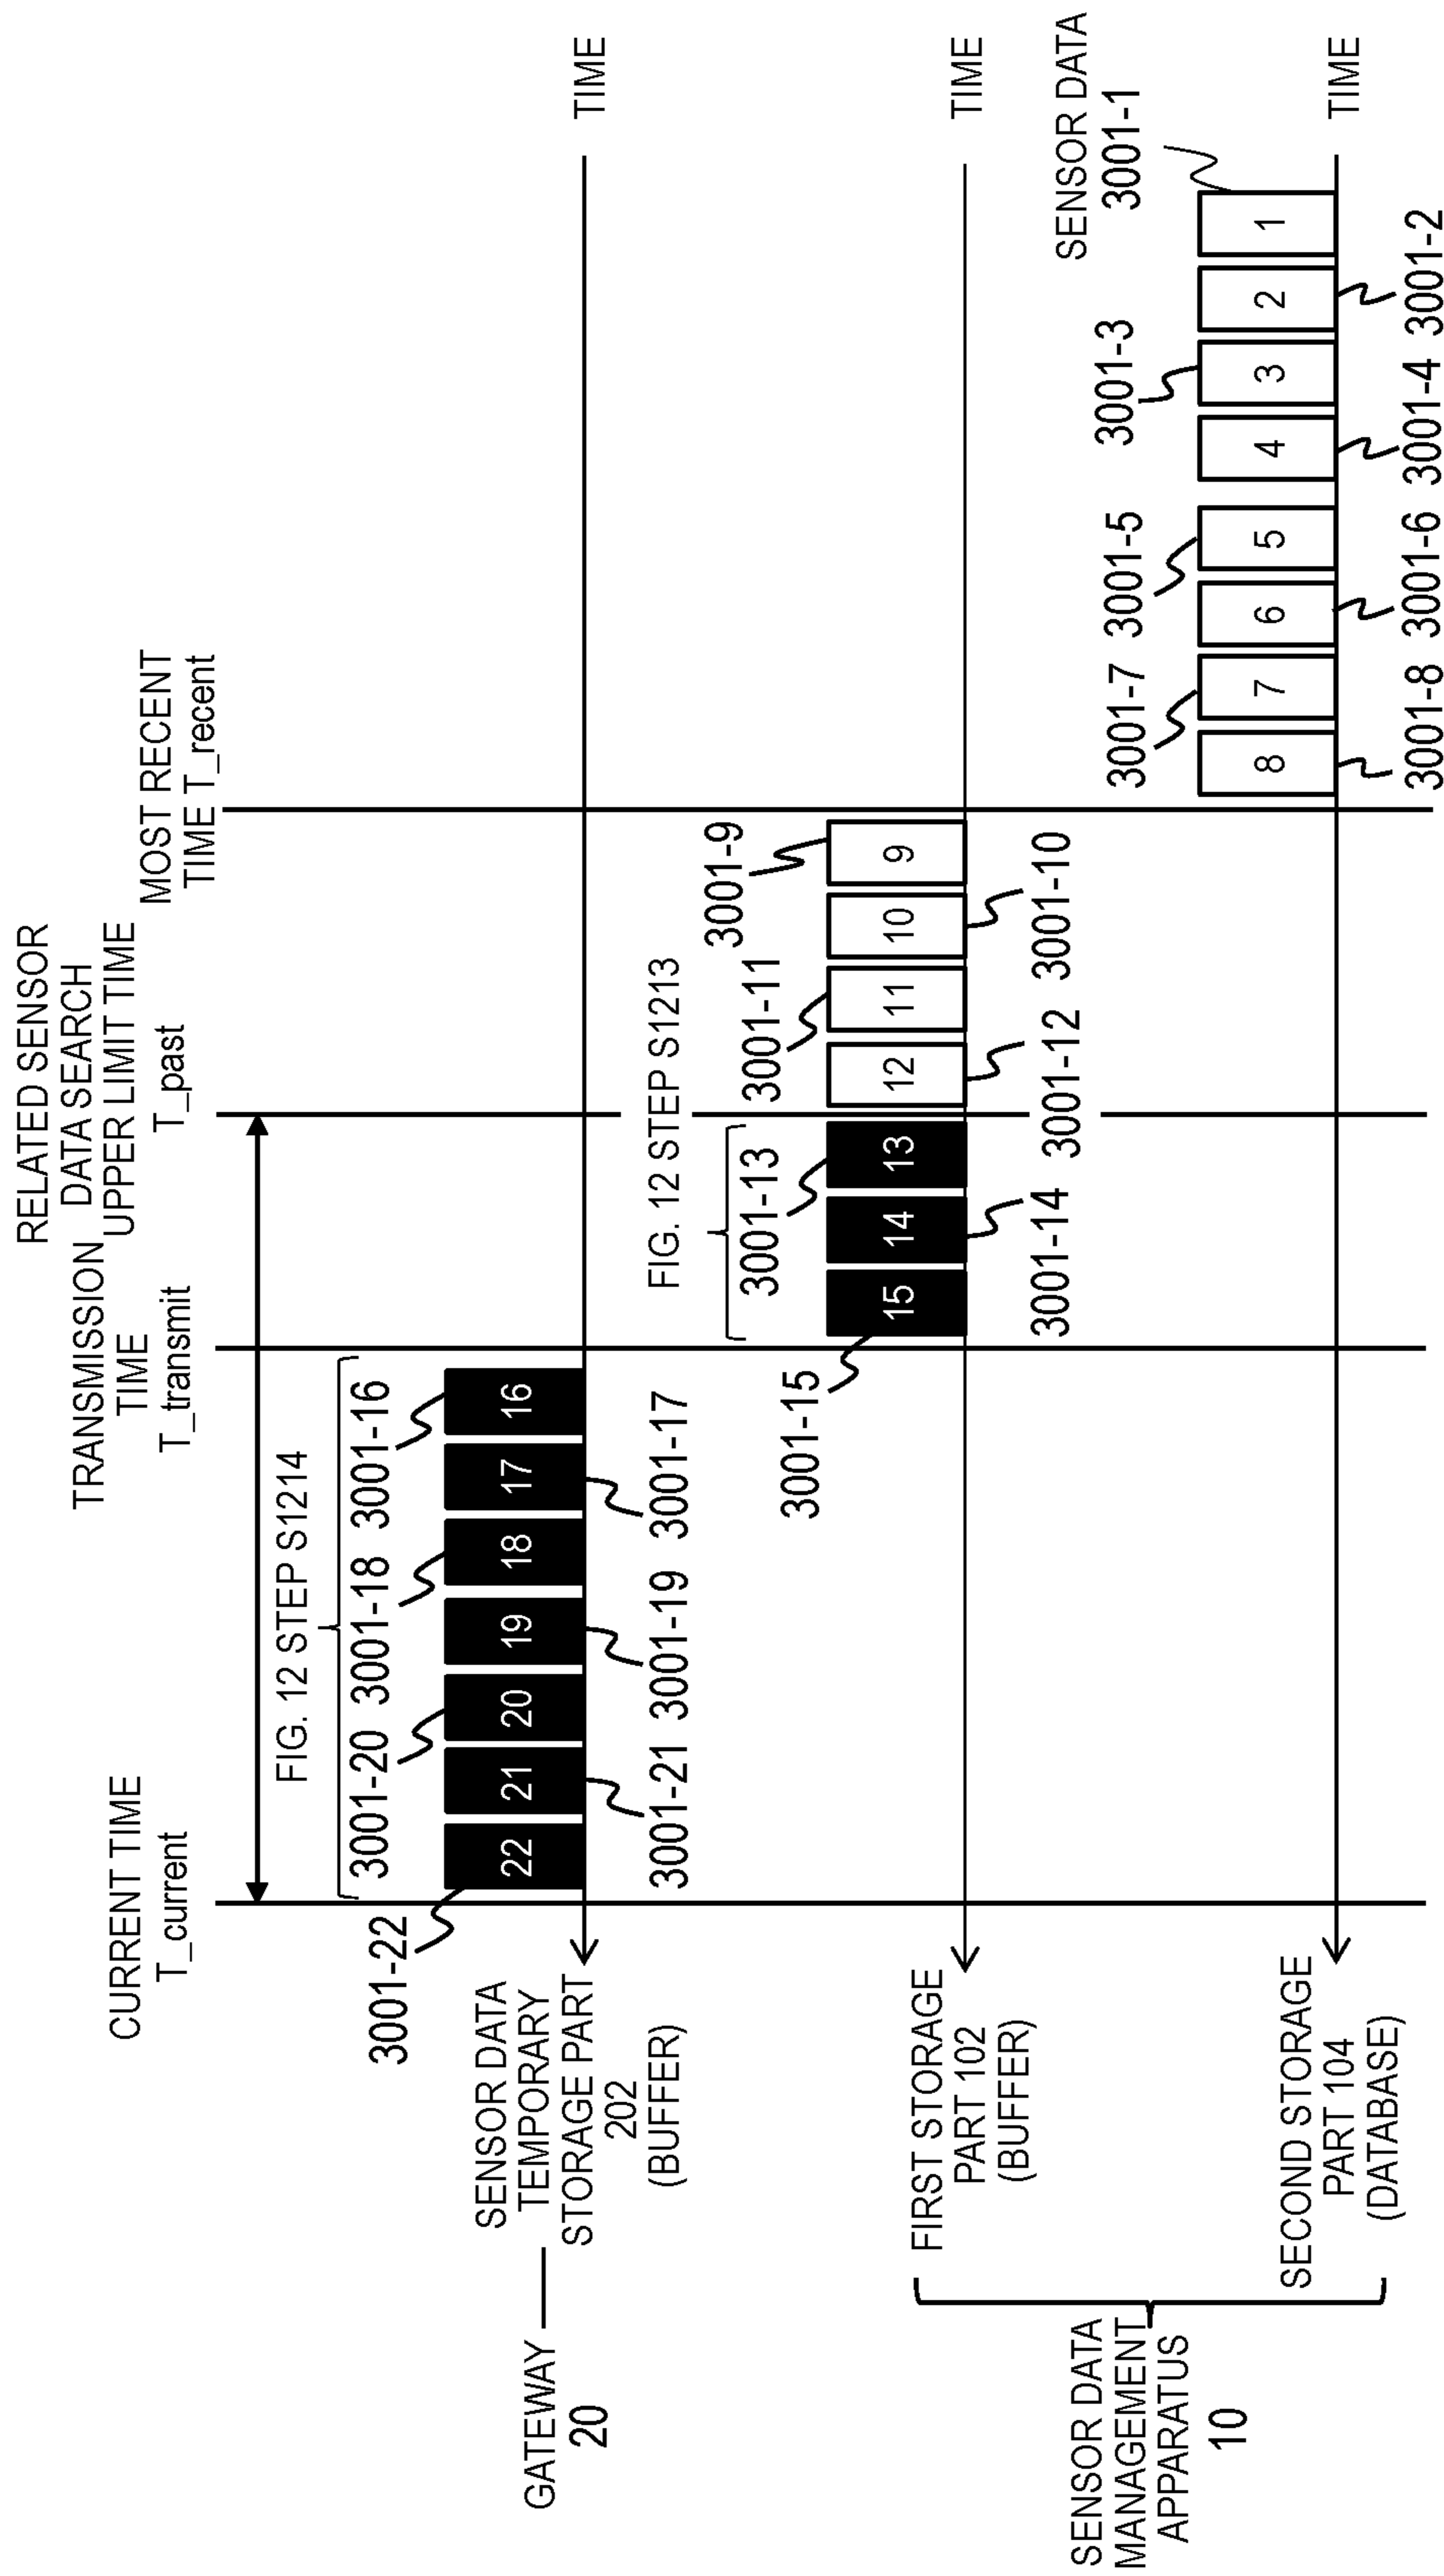 RELATED SENSOR
DATA SEARCH
UPPER LIMIT TIME
T_past
CURRENT TIME
T_current
TRANSMISSION
TIME
T_transmit
MOST RECENT
TIME T_recent
FIG. 12 STEP S1214
3001-20
3001-18
3001-16
3001-22
22
21
20
19
18
17
16
3001-21
3001-19
3001-17
SENSOR DATA
TEMPORARY
STORAGE PART
202
(BUFFER)
GATEWAY
20
TIME
FIG. 12 STEP S1213
3001-13
3001-11
3001-9
3001-15
15
14
13
12
11
10
9
3001-14
3001-12
3001-10
FIRST STORAGE
PART 102
(BUFFER)
TIME
SENSOR DATA
3001-1
3001-7
3001-5
3001-3
8
7
6
5
4
3
2
1
3001-8
3001-6
3001-4
3001-2
SECOND STORAGE
PART 104
(DATABASE)
TIME
SENSOR DATA
MANAGEMENT
APPARATUS
10